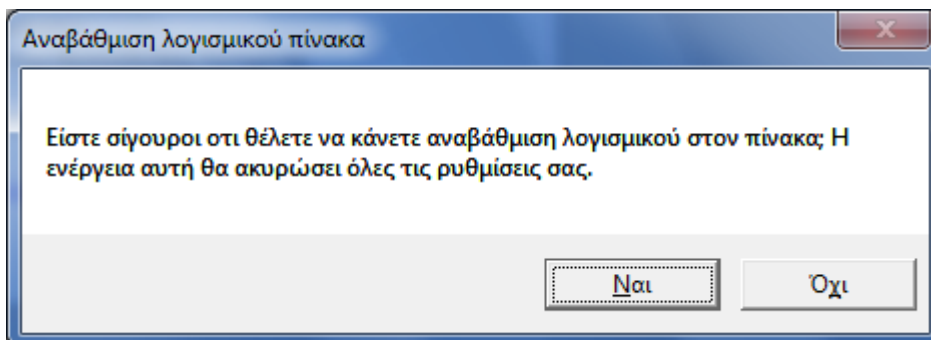 Αναβάθμιση λογισμικού πίνακα
Είστε σίγουροι οτι θέλετε να κάνετε αναβάθμιση λογισμικού στον πίνακα; Η
ενέργεια αυτή θα ακυρώσει όλες τις ρυθμίσεις σας.
Ναι Όχι